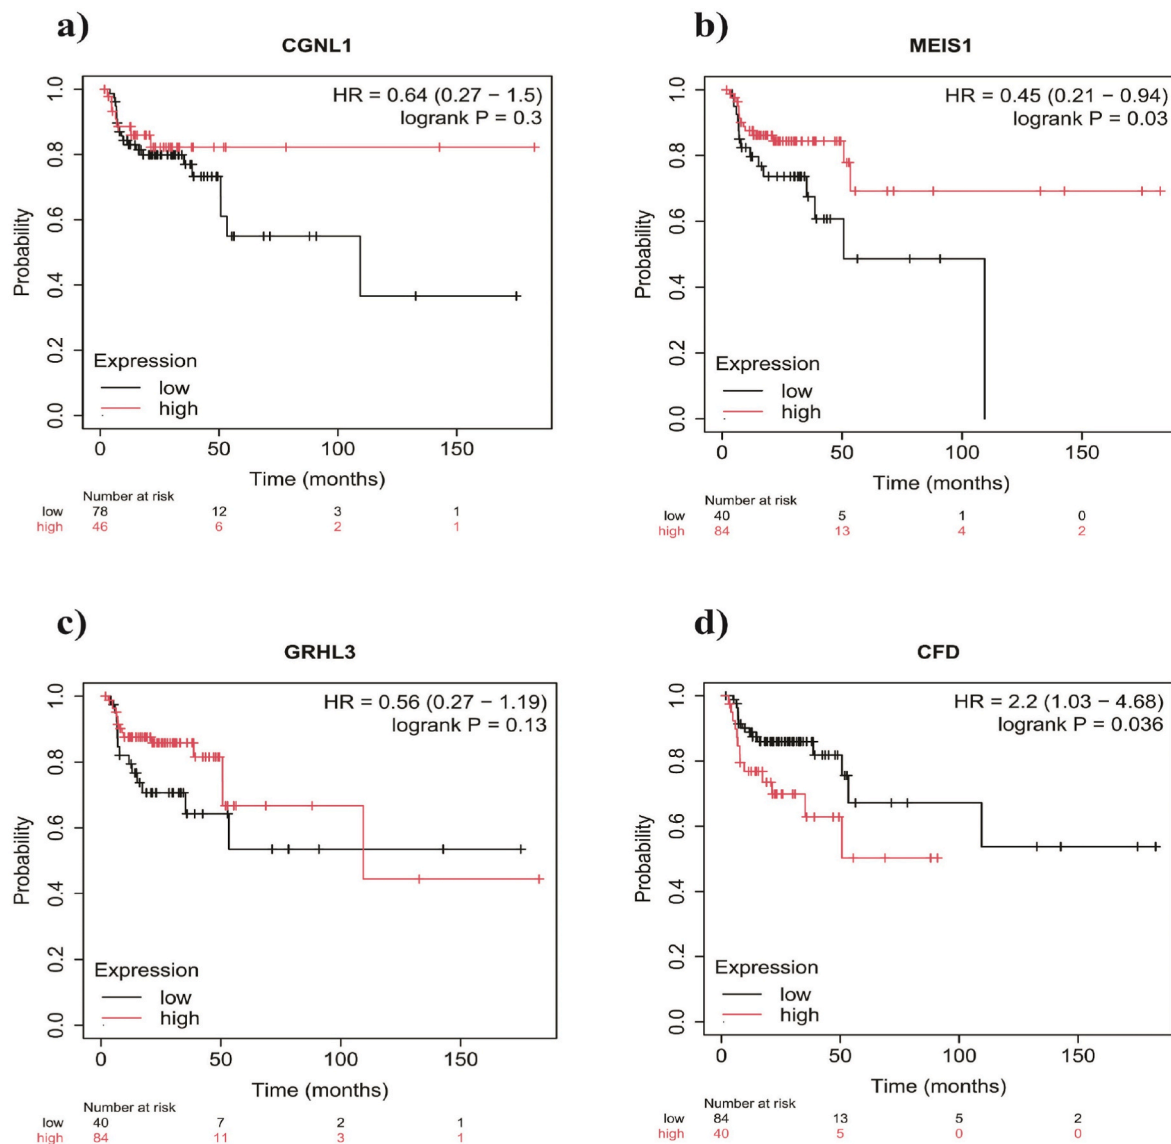 a)
CGNL1
HR = 0.64 (0.27 − 1.5)
logrank P = 0.3
Probability
1.0
0.8
0.6
0.4
0.2
0.0
Expression
low
high
0 50 100 150
Time (months)
Number at risk
low 78 12 3 1
high 46 6 2 1
b)
MEIS1
HR = 0.45 (0.21 − 0.94)
logrank P = 0.03
Probability
1.0
0.8
0.6
0.4
0.2
0.0
Expression
low
high
0 50 100 150
Time (months)
Number at risk
low 40 5 1 0
high 84 13 4 2
c)
GRHL3
HR = 0.56 (0.27 − 1.19)
logrank P = 0.13
Probability
1.0
0.8
0.6
0.4
0.2
0.0
Expression
low
high
0 50 100 150
Time (months)
Number at risk
low 40 7 2 1
high 84 11 3 1
d)
CFD
HR = 2.2 (1.03 − 4.68)
logrank P = 0.036
Probability
1.0
0.8
0.6
0.4
0.2
0.0
Expression
low
high
0 50 100 150
Time (months)
Number at risk
low 84 13 5 2
high 40 5 0 0